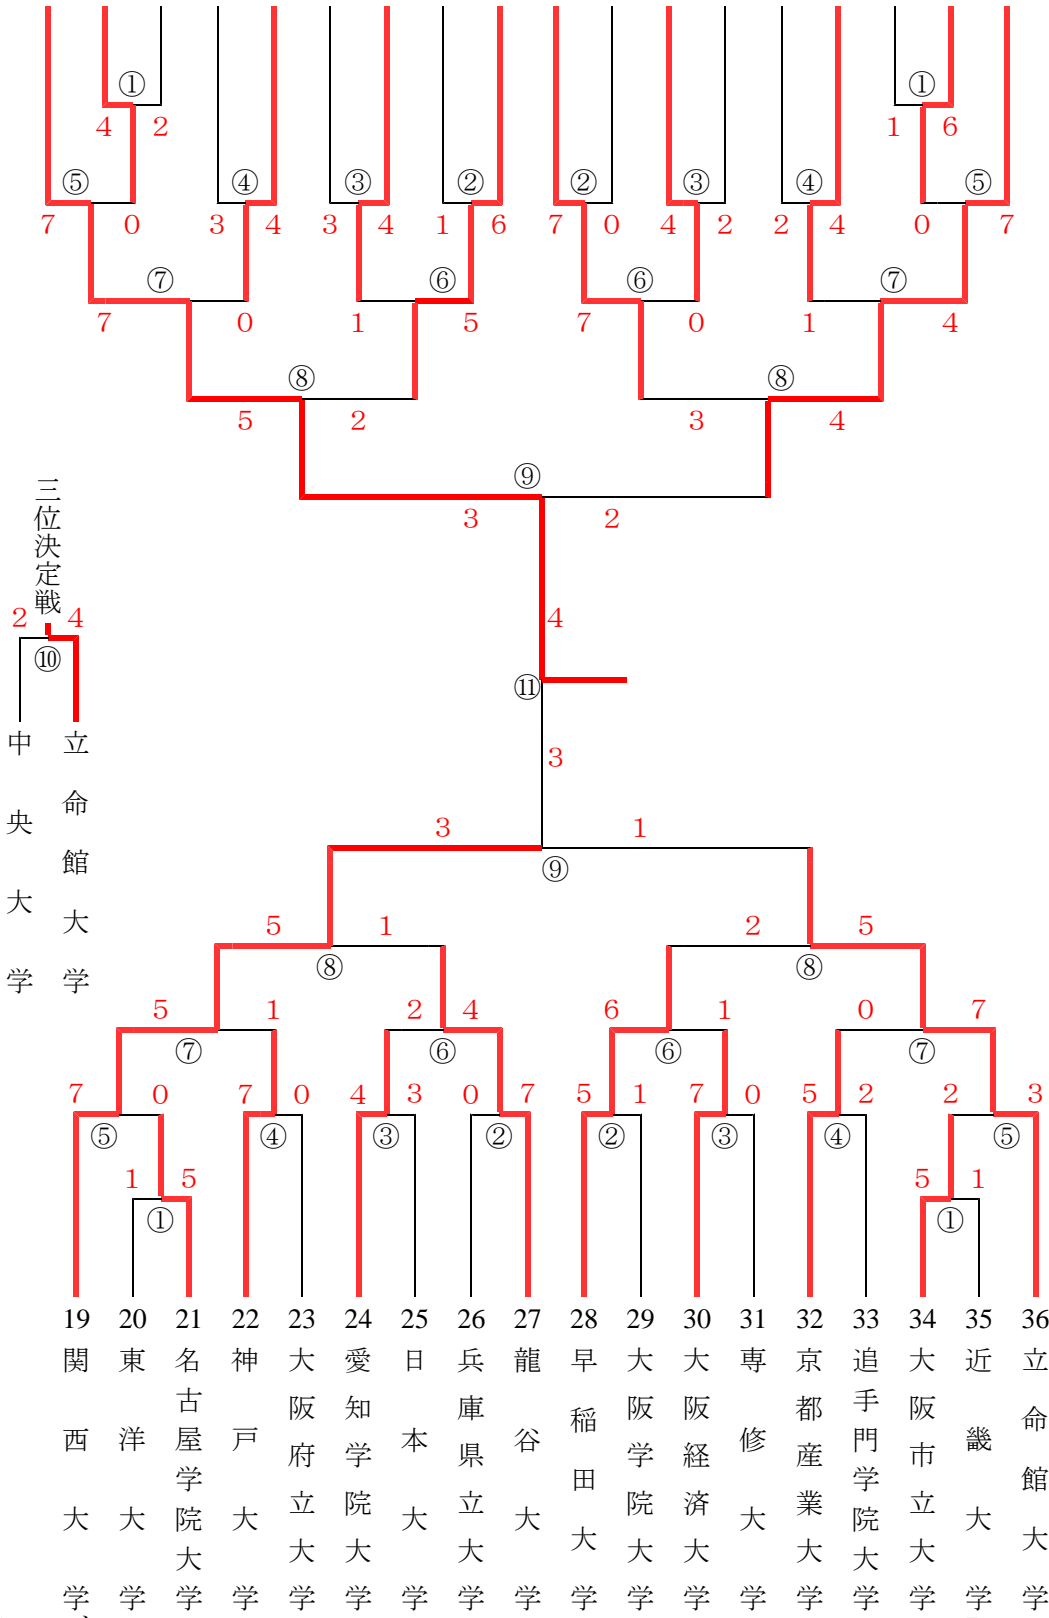 ①　①
4 2　1 6
⑤　④　③　②　②　③　④　⑤
7 0 3 4 3 4 1 6 7 0 4 2 2 4 0 7
⑦　⑥　⑥　⑦
7 0 1 5 7 0 1 4
⑧　⑧
5 2 3 4
⑨
3 2
三位決定戦
2 4
⑩
中央大学
立命館大学
4
⑪
3
3 1
⑨
5 1 2 5
⑧　⑧
5 1 2 4 6 1 0 7
⑦　⑥　⑥　⑦
7 0 7 0 4 3 0 7 5 1 7 0 5 2 2 3
⑤　④　③　②　②　③　④　⑤
1 5　5 1
①　①
19 関西大学
20 東洋大学
21 名古屋学院大学
22 神戸大学
23 大阪府立大学
24 愛知学院大学
25 日本大学
26 兵庫県立大学
27 龍谷大学
28 早稲田大学
29 大阪学院大学
30 大阪経済大学
31 専修大学
32 京都産業大学
33 追手門学院大学
34 大阪市立大学
35 近畿大学
36 立命館大学